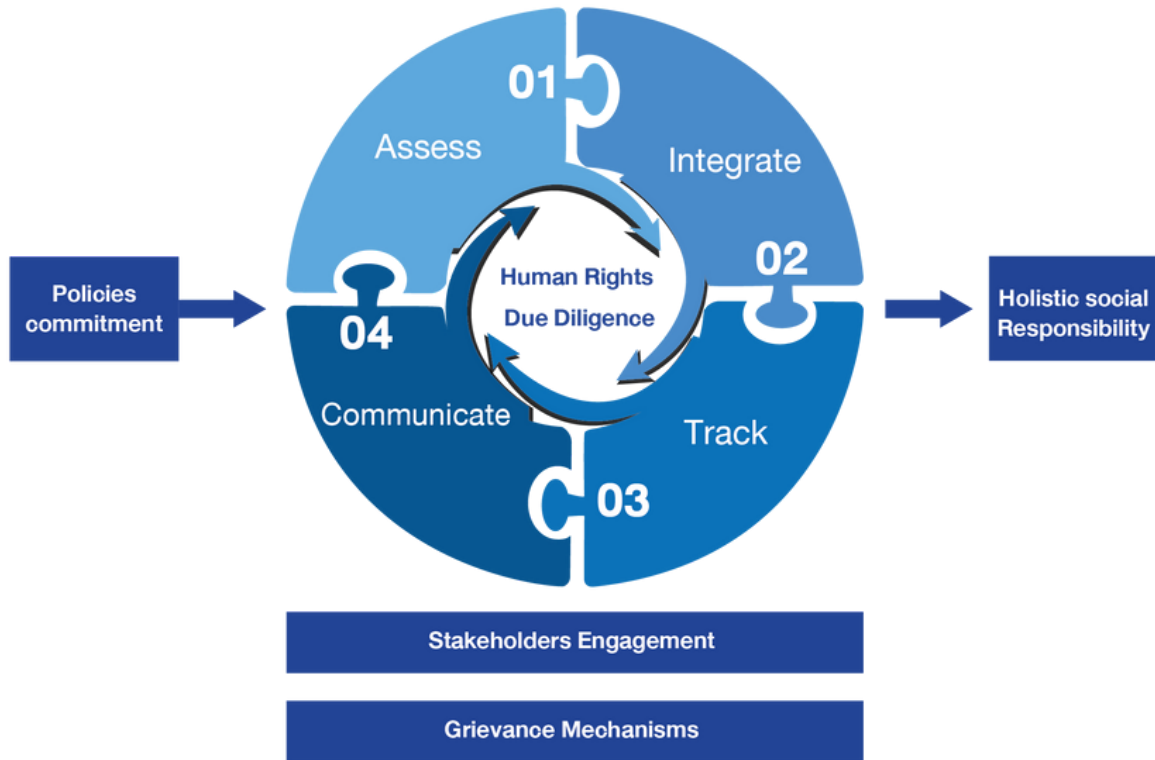 01
Assess
Integrate
02
Policies
commitment
Human Rights
Due Diligence
Holistic social
Responsibility
04
Communicate
Track
03
Stakeholders Engagement
Grievance Mechanisms